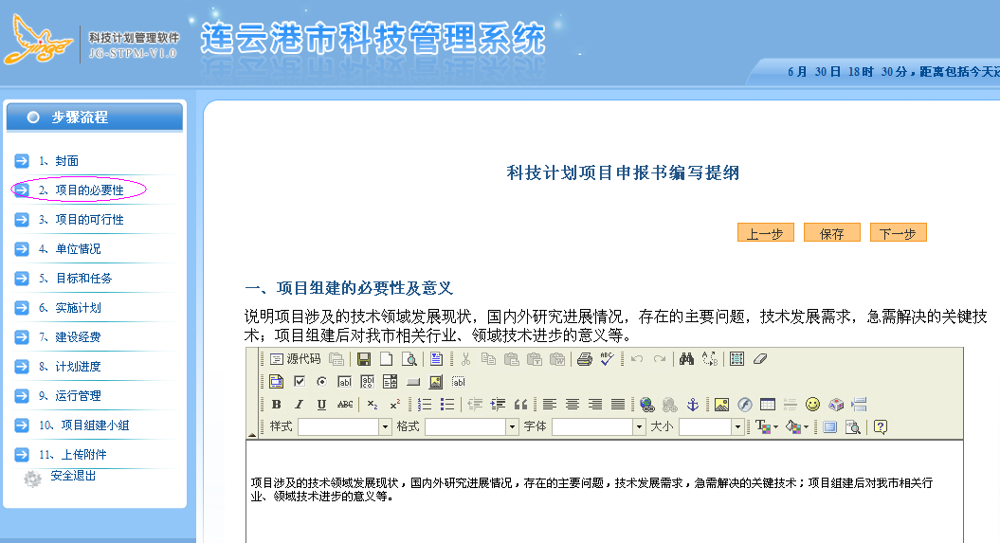 Jinge
科技计划管理软件
JG-STPM-V1.0
连云港市科技管理系统
6月 30日 18时 30分，距离包括今天还
步骤流程
1、封面
2、项目的必要性
3、项目的可行性
4、单位情况
5、目标和任务
6、实施计划
7、建设经费
8、计划进度
9、运行管理
10、项目组建小组
11、上传附件
安全退出
科技计划项目申报书编写提纲
上一步 保存 下一步
一、项目组建的必要性及意义
说明项目涉及的技术领域发展现状，国内外研究进展情况，存在的主要问题，技术发展需求，急需解决的关键技
术；项目组建后对我市相关行业、领域技术进步的意义等。
源代码
样式 格式 字体 大小
项目涉及的技术领域发展现状，国内外研究进展情况，存在的主要问题，技术发展需求，急需解决的关键技术；项目组建后对我市相关行
业、领域技术进步的意义等。